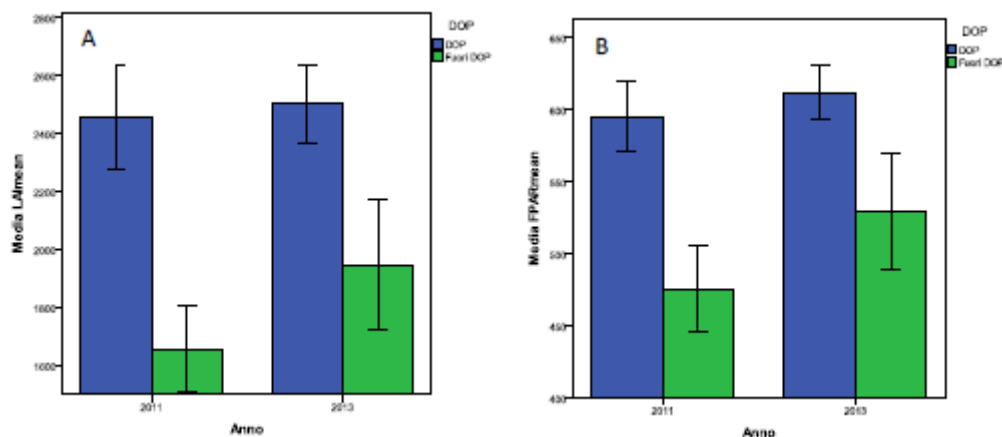 A
DOP
DOP
Fuori DOP
2800
2600
2400
2200
2000
1800
1600
Media LAImean
2011
2013
Anno
B
DOP
DOP
Fuori DOP
650
600
550
500
450
400
Media FPARmean
2011
2013
Anno